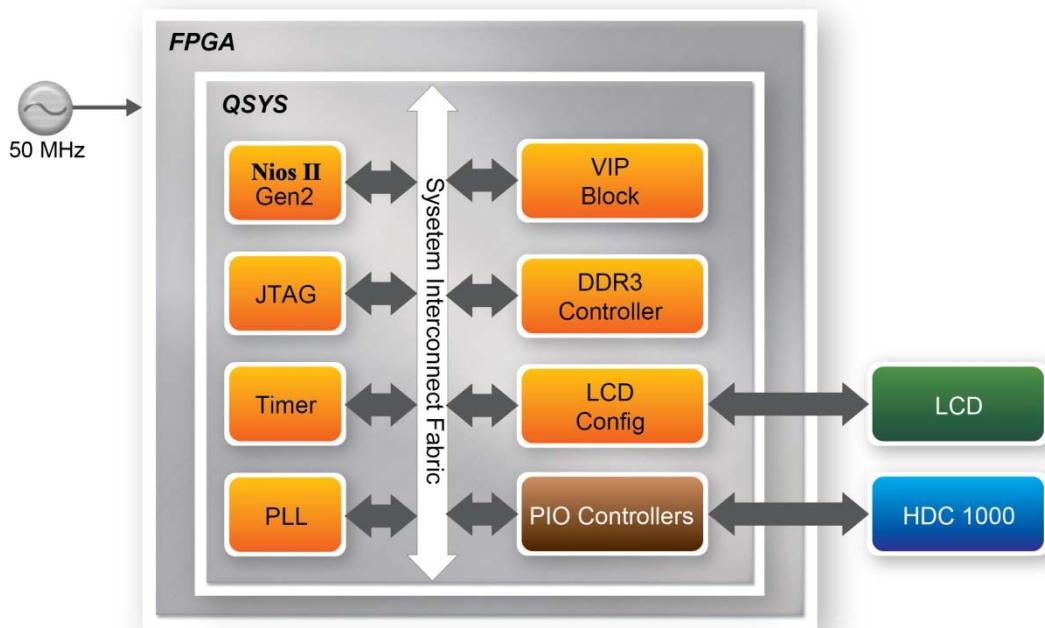 FPGA
50 MHz
QSYS
Nios II
Gen2
JTAG
Timer
PLL
Sysetem Interconnect Fabric
VIP
Block
DDR3
Controller
LCD
Config
PIO Controllers
LCD
HDC 1000